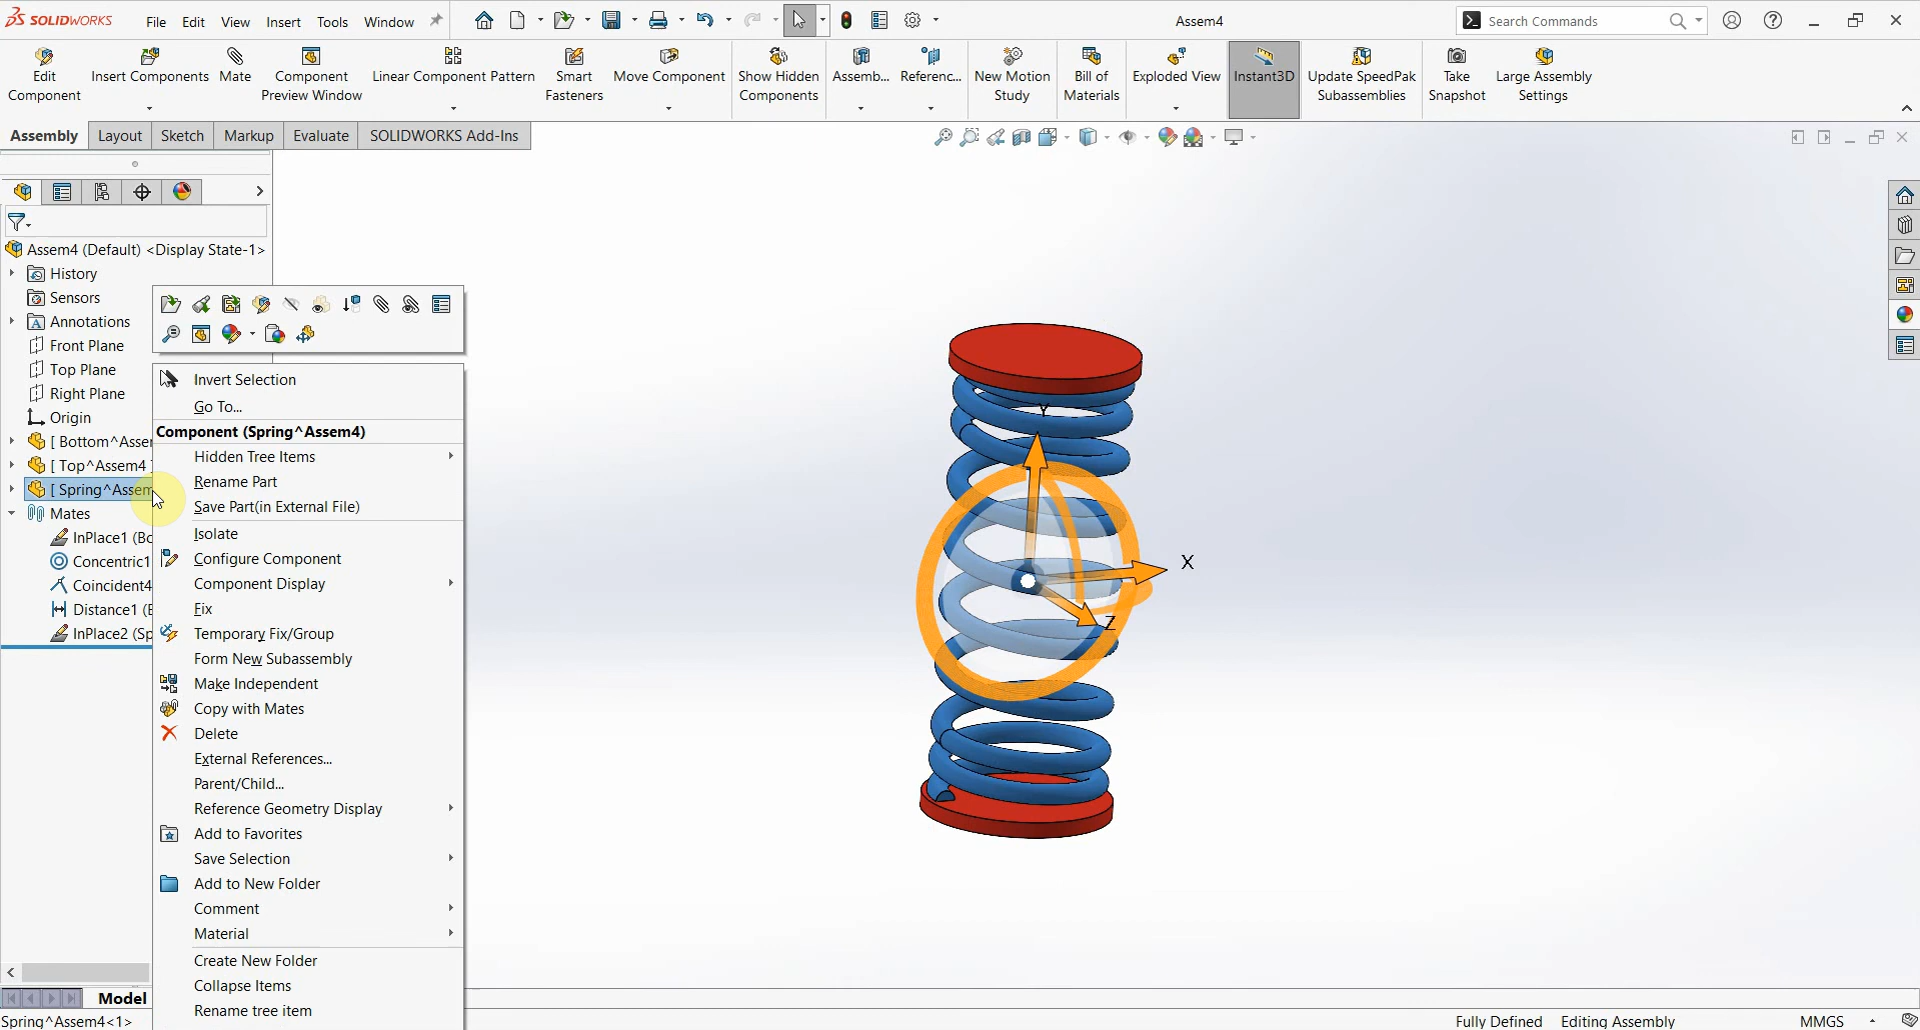 SOLIDWORKS File Edit View Insert Tools Window Assem4 Search Commands
Edit Component
Insert Components
Mate
Component Preview Window
Linear Component Pattern
Smart Fasteners
Move Component
Show Hidden Components
Assemb...
Referenc...
New Motion Study
Bill of Materials
Exploded View
Instant3D
Update SpeedPak Subassemblies
Take Snapshot
Large Assembly Settings
Assembly Layout Sketch Markup Evaluate SOLIDWORKS Add-Ins
Assem4 (Default) <Display State-1>
History
Sensors
Annotations
Front Plane
Top Plane
Right Plane
Origin
[ Bottom^Assem
[ Top^Assem4 ]
[ Spring^Assem
Mates
InPlace1 (Bo
Concentric1
Coincident4
Distance1 (B
InPlace2 (Sp
Invert Selection
Go To...
Component (Spring^Assem4)
Hidden Tree Items
Rename Part
Save Part(in External File)
Isolate
Configure Component
Component Display
Fix
Temporary Fix/Group
Form New Subassembly
Make Independent
Copy with Mates
Delete
External References...
Parent/Child...
Reference Geometry Display
Add to Favorites
Save Selection
Add to New Folder
Comment
Material
Create New Folder
Collapse Items
Rename tree item
Y
X
Z
Model
Spring^Assem4<1> Fully Defined Editing Assembly MMGS